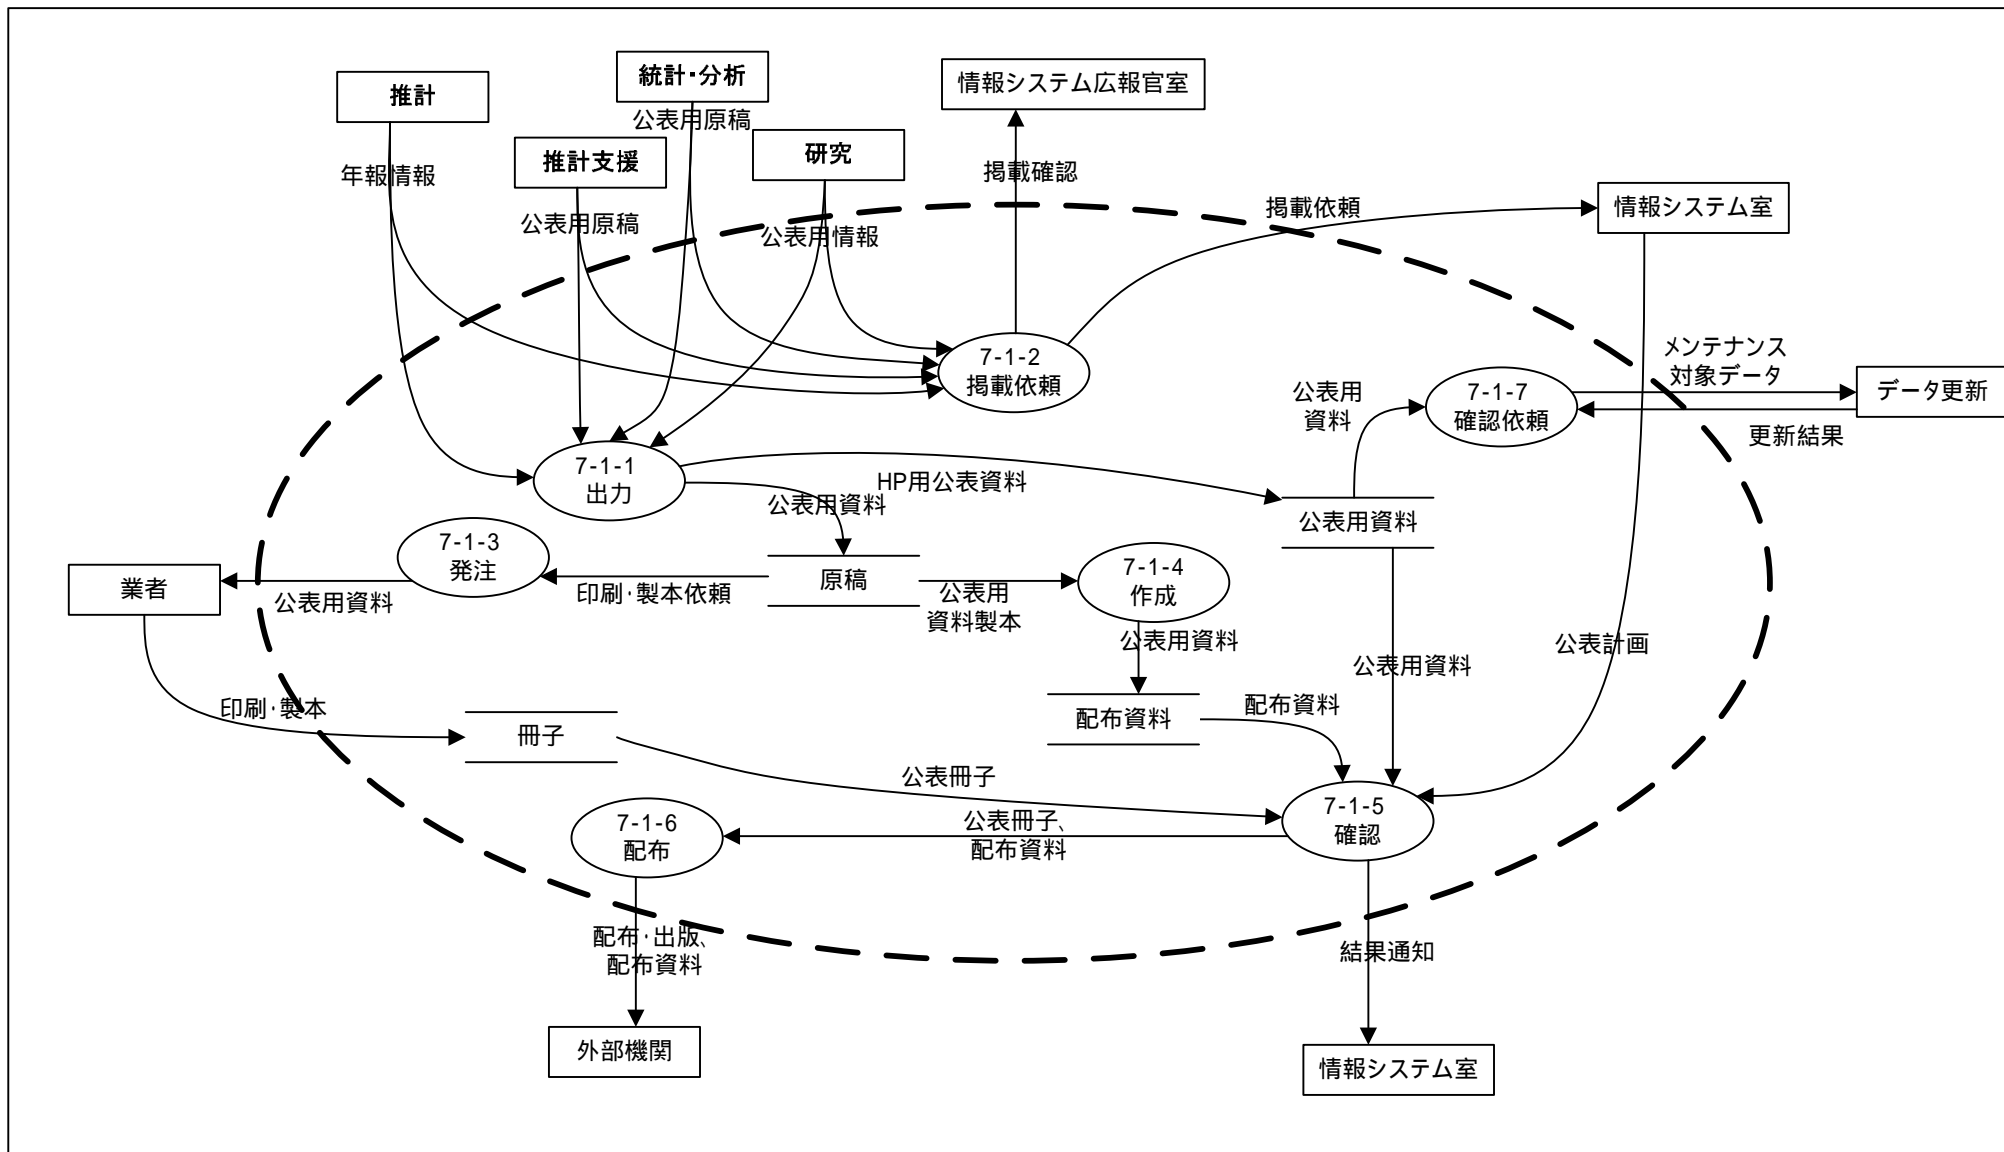 統計・分析
推計
情報システム広報官室
公表用原稿
推計支援
研究
年報情報
掲載確認
情報システム室
掲載依頼
公表用原稿
公表用情報
7-1-2
掲載依頼
メンテナンス
対象データ
データ更新
7-1-7
確認依頼
公表用
資料
更新結果
7-1-1
出力
HP用公表資料
公表用資料
公表用資料
7-1-3
発注
業者
公表用資料
印刷・製本依頼
原稿
公表用
資料製本
7-1-4
作成
公表用資料
公表用資料
公表計画
印刷・製本
冊子
配布資料
配布資料
公表冊子
7-1-6
配布
公表冊子、
配布資料
7-1-5
確認
配布・出版、
配布資料
結果通知
外部機関
情報システム室